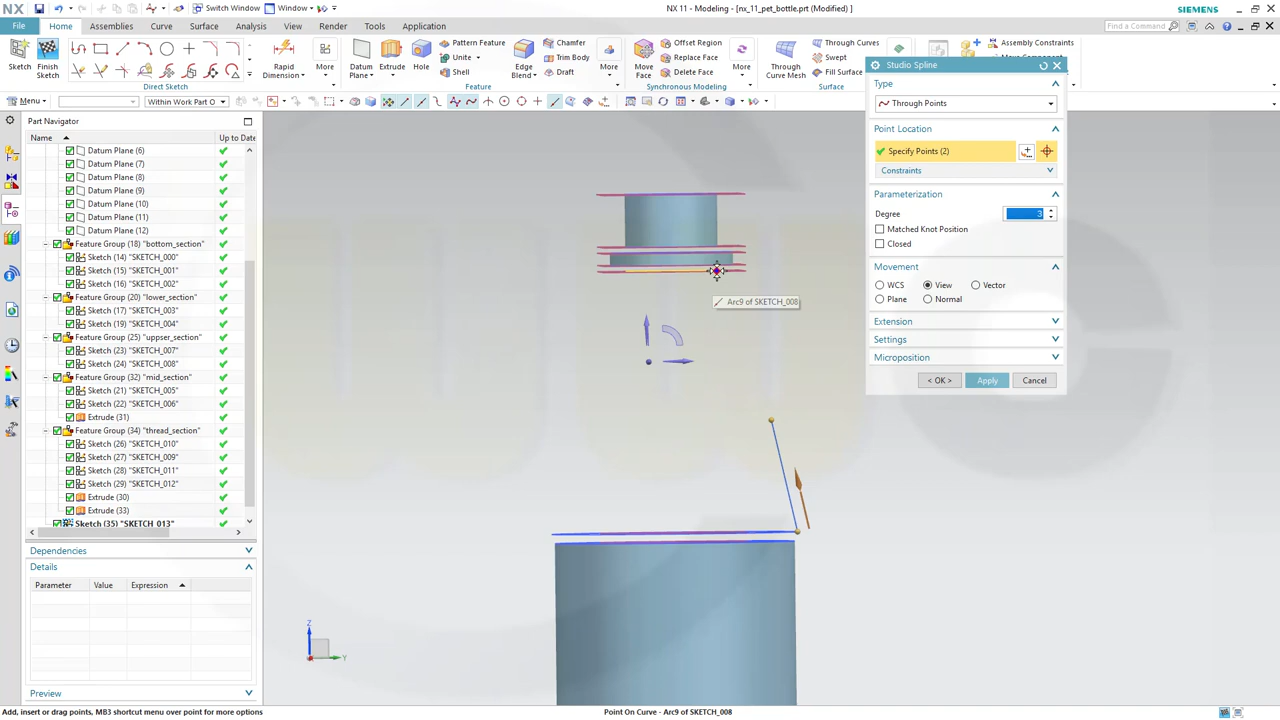 NX Switch Window Window NX 11 - Modeling - [nx_11_pet_bottle.prt (Modified) ] SIEMENS
File Home Assemblies Curve Surface Analysis View Render Tools Application Find a Command
Sketch Finish Sketch Rapid Dimension More Datum Plane Extrude Hole Pattern Feature Unite Shell Edge Blend Chamfer Trim Body Draft More Move Face Offset Region Replace Face Delete Face More Through Curve Mesh Through Curves Swept Fill Surface Assembly Constraints
Direct Sketch Feature Synchronous Modeling Surface
Menu Within Work Part O
Studio Spline
Type
Through Points
Point Location
Specify Points (2)
Constraints
Parameterization
Degree 3
Matched Knot Position
Closed
Movement
WCS View Vector
Plane Normal
Extension
Settings
Microposition
< OK > Apply Cancel
Part Navigator
Name Up to Date
Datum Plane (6)
Datum Plane (7)
Datum Plane (8)
Datum Plane (9)
Datum Plane (10)
Datum Plane (11)
Datum Plane (12)
Feature Group (18) "bottom_section"
Sketch (14) "SKETCH_000"
Sketch (15) "SKETCH_001"
Sketch (16) "SKETCH_002"
Feature Group (20) "lower_section"
Sketch (17) "SKETCH_003"
Sketch (19) "SKETCH_004"
Feature Group (25) "uppser_section"
Sketch (23) "SKETCH_007"
Sketch (24) "SKETCH_008"
Feature Group (32) "mid_section"
Sketch (21) "SKETCH_005"
Sketch (22) "SKETCH_006"
Extrude (31)
Feature Group (34) "thread_section"
Sketch (26) "SKETCH_010"
Sketch (27) "SKETCH_009"
Sketch (28) "SKETCH_011"
Sketch (29) "SKETCH_012"
Extrude (30)
Extrude (33)
Sketch (35) "SKETCH_013"
Dependencies
Details
Parameter Value Expression
Preview
Arc9 of SKETCH_008
Z
Y
Add, insert or drag points, MB3 shortcut menu over point for more options Point On Curve - Arc9 of SKETCH_008